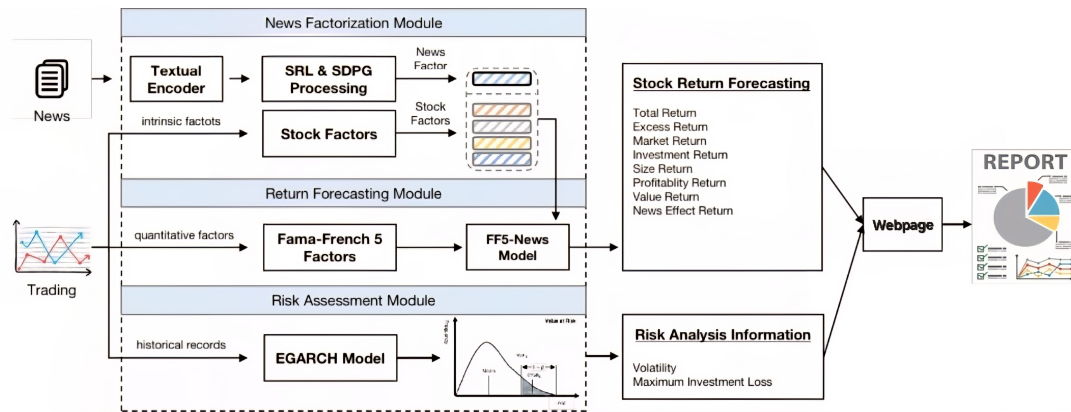 News Factorization Module
News
Textual
Encoder
SRL & SDPG
Processing
News
Factor
intrinsic factots
Stock Factors
Stock
Factors
Return Forecasting Module
Trading
quantitative factors
Fama-French 5
Factors
FF5-News
Model
Risk Assessment Module
historical records
EGARCH Model
Value at Risk
Frequency
Stock Return Forecasting
Total Return
Excess Return
Market Return
Investment Return
Size Return
Profitablity Return
Value Return
News Effect Return
Risk Analysis Information
Volatility
Maximum Investment Loss
Webpage
REPORT